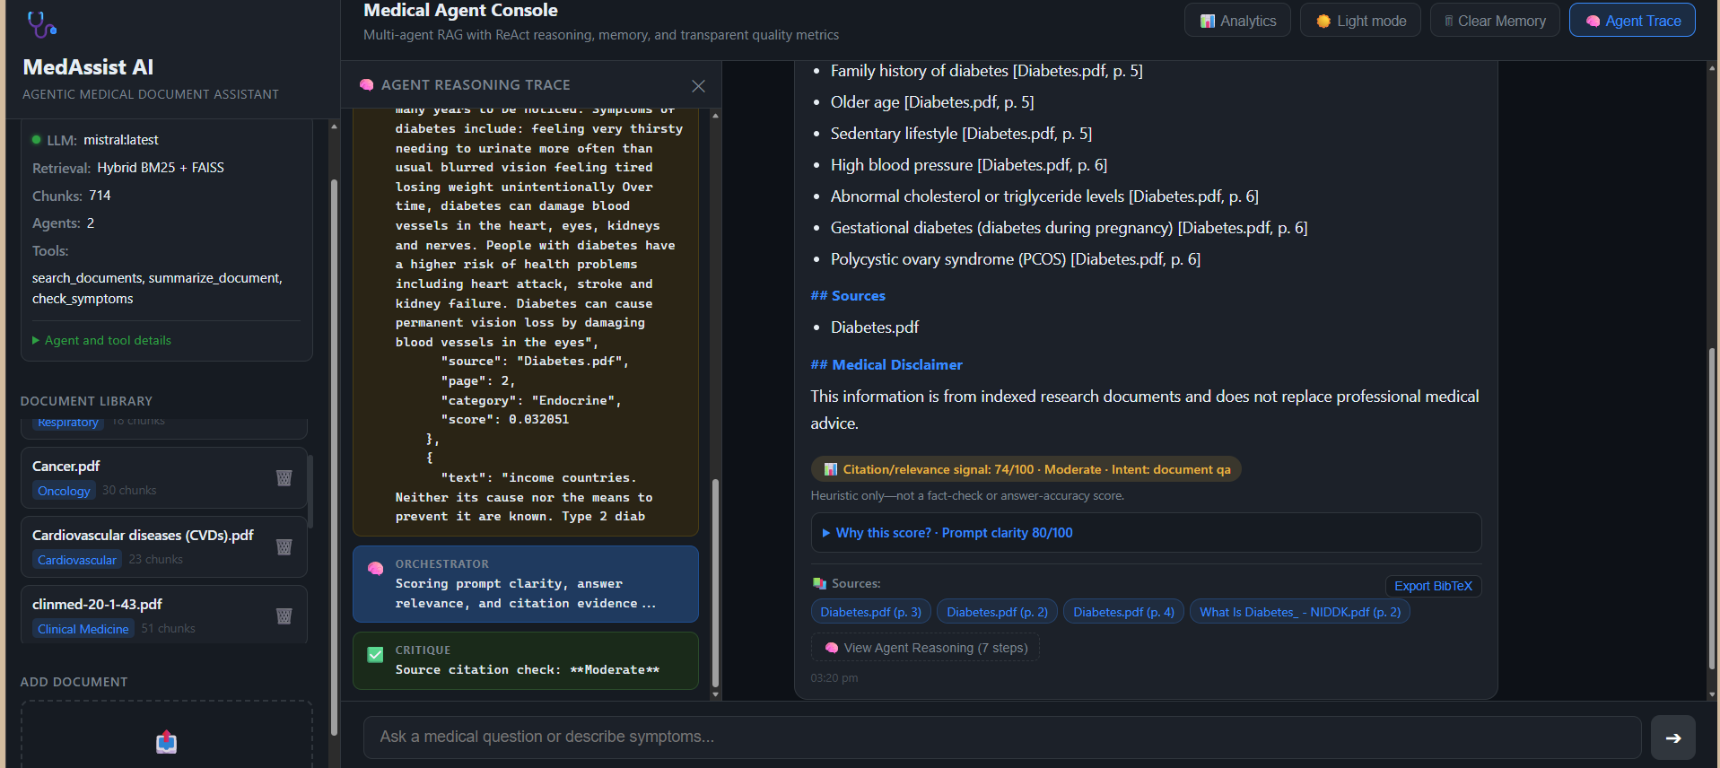 MedAssist AI
AGENTIC MEDICAL DOCUMENT ASSISTANT
LLM: mistral:latest
Retrieval: Hybrid BM25 + FAISS
Chunks: 714
Agents: 2
Tools:
search_documents, summarize_document,
check_symptoms
Agent and tool details
DOCUMENT LIBRARY
Respiratory 16 chunks
Cancer.pdf
Oncology 30 chunks
Cardiovascular diseases (CVDs).pdf
Cardiovascular 23 chunks
clinmed-20-1-43.pdf
Clinical Medicine 51 chunks
ADD DOCUMENT
Medical Agent Console
Multi-agent RAG with ReAct reasoning, memory, and transparent quality metrics
Analytics
Light mode
Clear Memory
Agent Trace
AGENT REASONING TRACE
many years to be noticed. Symptoms of
diabetes include: feeling very thirsty
needing to urinate more often than
usual blurred vision feeling tired
losing weight unintentionally Over
time, diabetes can damage blood
vessels in the heart, eyes, kidneys
and nerves. People with diabetes have
a higher risk of health problems
including heart attack, stroke and
kidney failure. Diabetes can cause
permanent vision loss by damaging
blood vessels in the eyes",
"source": "Diabetes.pdf",
"page": 2,
"category": "Endocrine",
"score": 0.032051
},
{
"text": "income countries.
Neither its cause nor the means to
prevent it are known. Type 2 diab
ORCHESTRATOR
Scoring prompt clarity, answer
relevance, and citation evidence...
CRITIQUE
Source citation check: **Moderate**
• Family history of diabetes [Diabetes.pdf, p. 5]
• Older age [Diabetes.pdf, p. 5]
• Sedentary lifestyle [Diabetes.pdf, p. 5]
• High blood pressure [Diabetes.pdf, p. 6]
• Abnormal cholesterol or triglyceride levels [Diabetes.pdf, p. 6]
• Gestational diabetes (diabetes during pregnancy) [Diabetes.pdf, p. 6]
• Polycystic ovary syndrome (PCOS) [Diabetes.pdf, p. 6]
## Sources
• Diabetes.pdf
## Medical Disclaimer
This information is from indexed research documents and does not replace professional medical
advice.
Citation/relevance signal: 74/100 · Moderate · Intent: document qa
Heuristic only—not a fact-check or answer-accuracy score.
Why this score? · Prompt clarity 80/100
Sources:
Export BibTeX
Diabetes.pdf (p. 3)
Diabetes.pdf (p. 2)
Diabetes.pdf (p. 4)
What Is Diabetes_ - NIDDK.pdf (p. 2)
View Agent Reasoning (7 steps)
03:20 pm
Ask a medical question or describe symptoms...